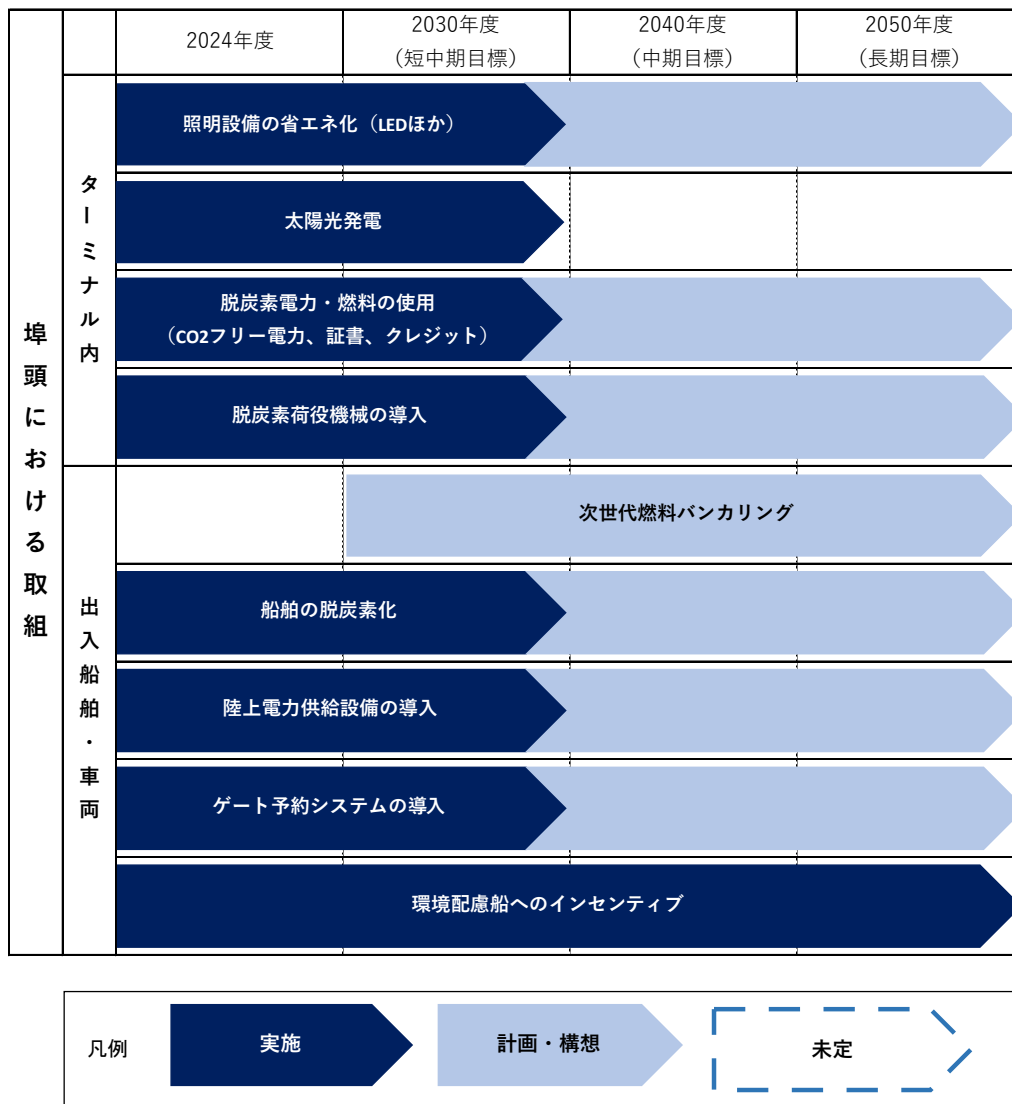 2024年度
2030年度
(短中期目標)
2040年度
(中期目標)
2050年度
(長期目標)
埠頭における取組
ターミナル内
照明設備の省エネ化（LEDほか）
太陽光発電
脱炭素電力・燃料の使用
（CO2フリー電力、証書、クレジット）
脱炭素荷役機械の導入
出入船舶・車両
次世代燃料バンカリング
船舶の脱炭素化
陸上電力供給設備の導入
ゲート予約システムの導入
環境配慮船へのインセンティブ
凡例
実施
計画・構想
未定